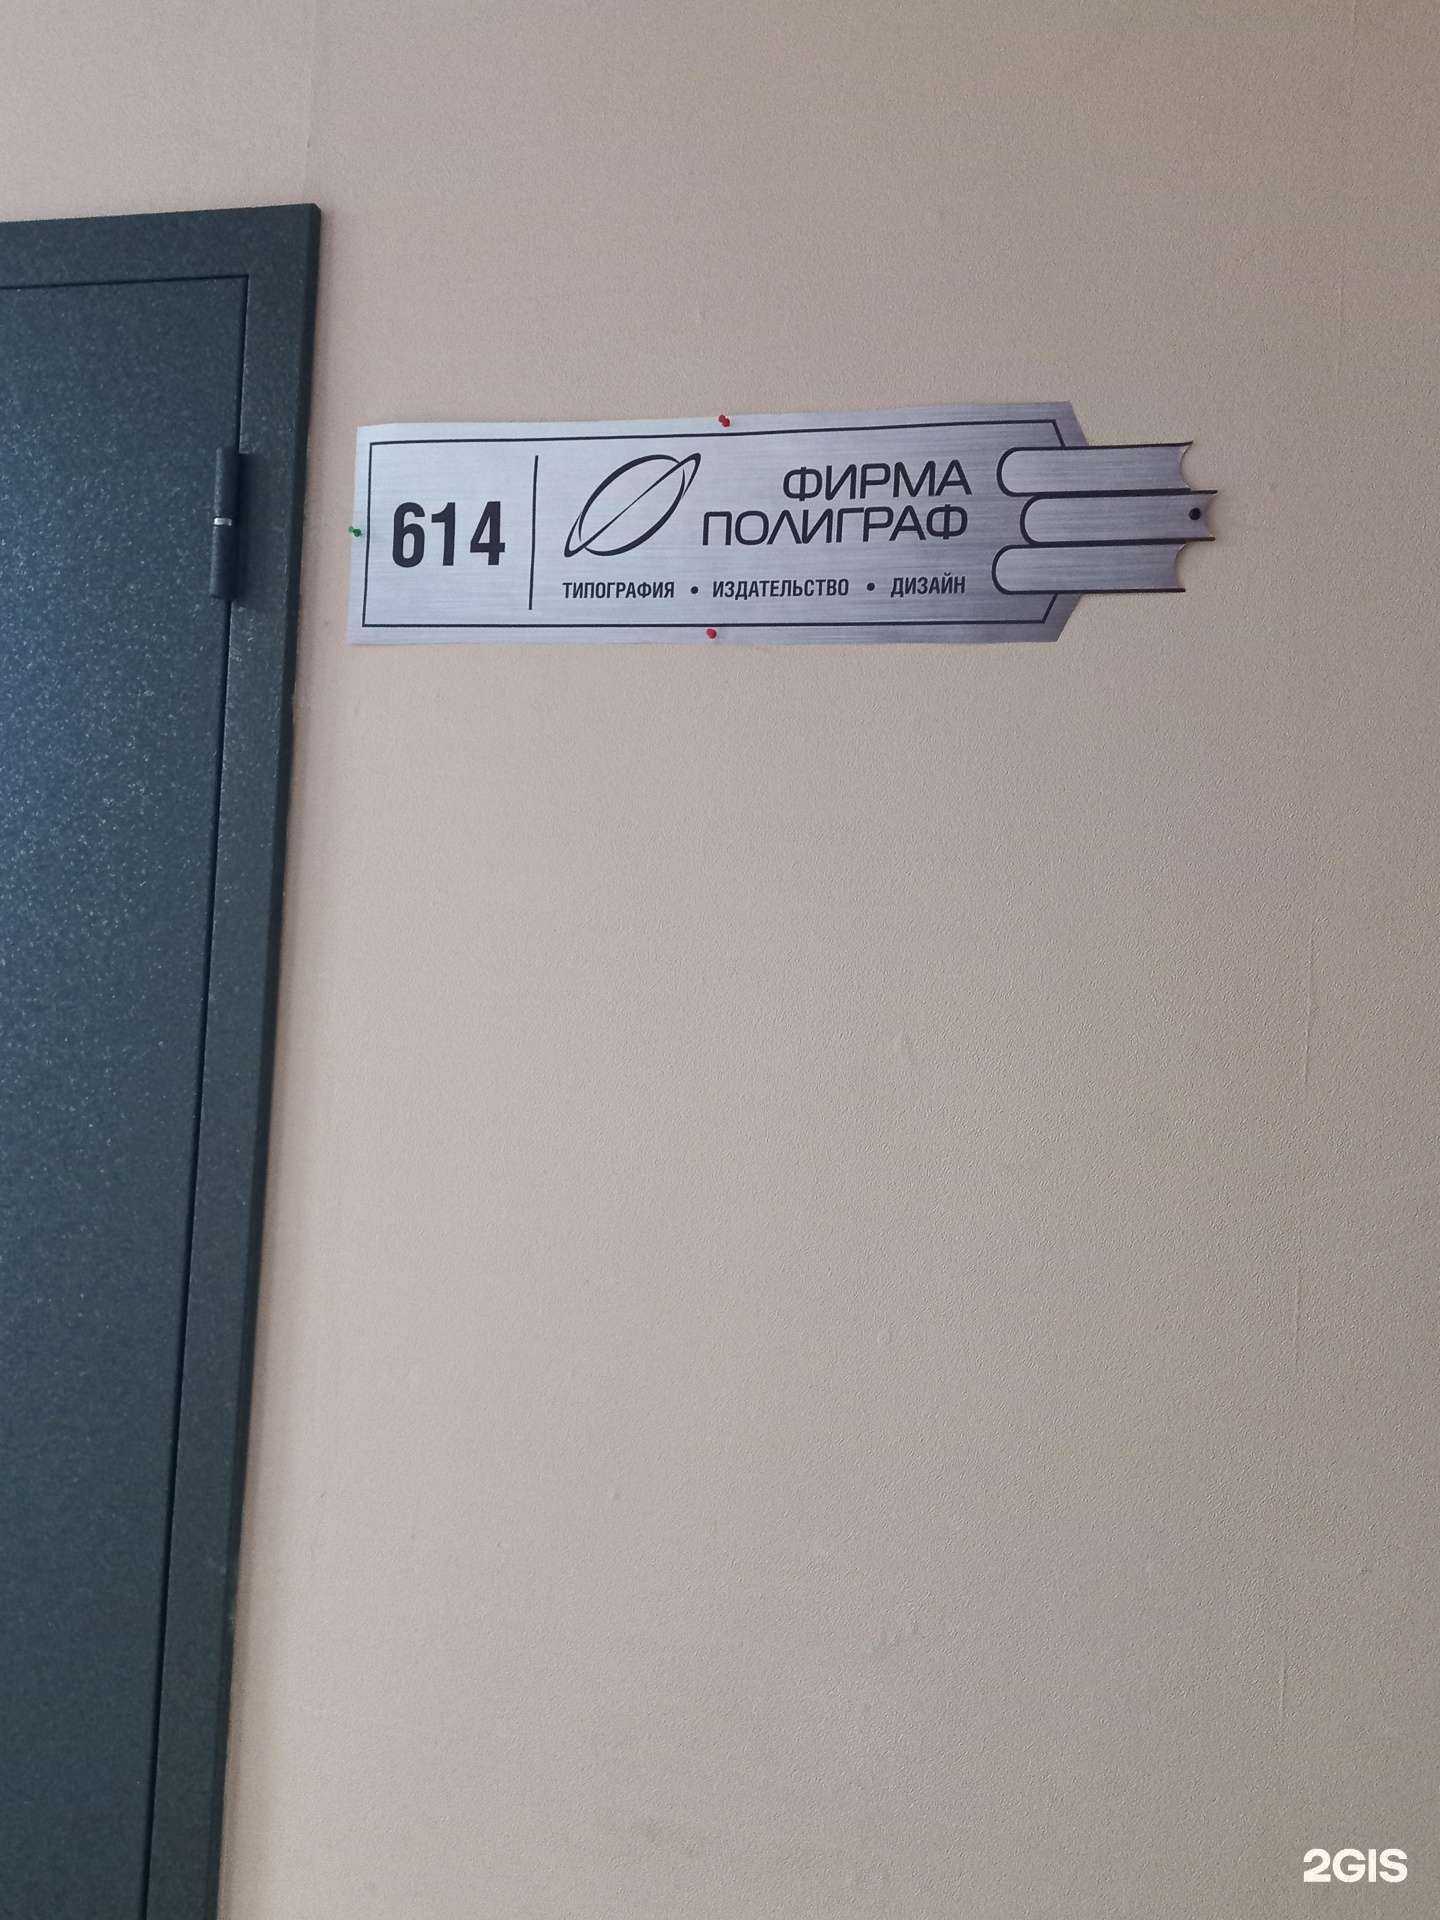 614
ФИРМА
ПОЛИГРАФ
ТИПОГРАФИЯ • ИЗДАТЕЛЬСТВО • ДИЗАЙН
2GIS